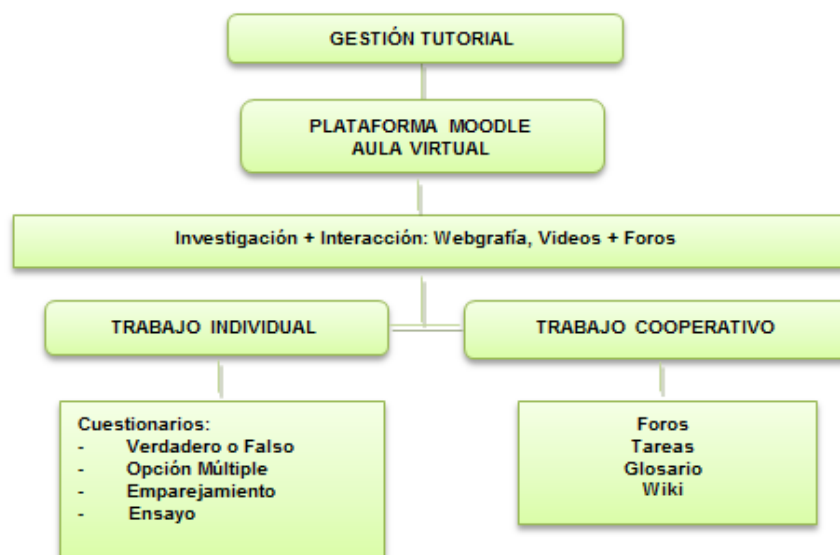 GESTIÓN TUTORIAL
PLATAFORMA MOODLE
AULA VIRTUAL
Investigación + Interacción: Webgrafía, Videos + Foros
TRABAJO INDIVIDUAL
TRABAJO COOPERATIVO
Cuestionarios:
- Verdadero o Falso
- Opción Múltiple
- Emparejamiento
- Ensayo
Foros
Tareas
Glosario
Wiki